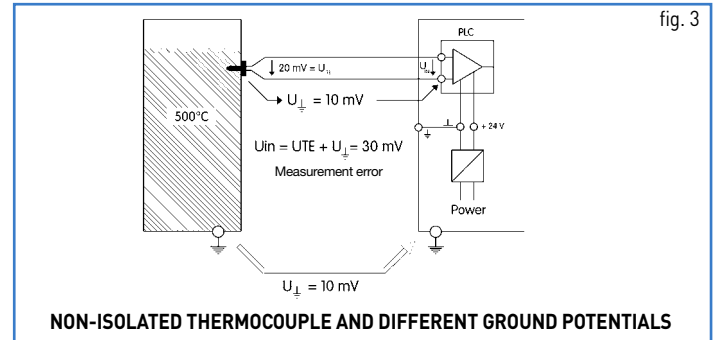 fig. 3
PLC
20 mV = U
U
U⊥ = 10 mV
500°C
Uin = UTE + U⊥ = 30 mV
Measurement error
⊥
+ 24 V
Power
U⊥ = 10 mV
NON-ISOLATED THERMOCOUPLE AND DIFFERENT GROUND POTENTIALS